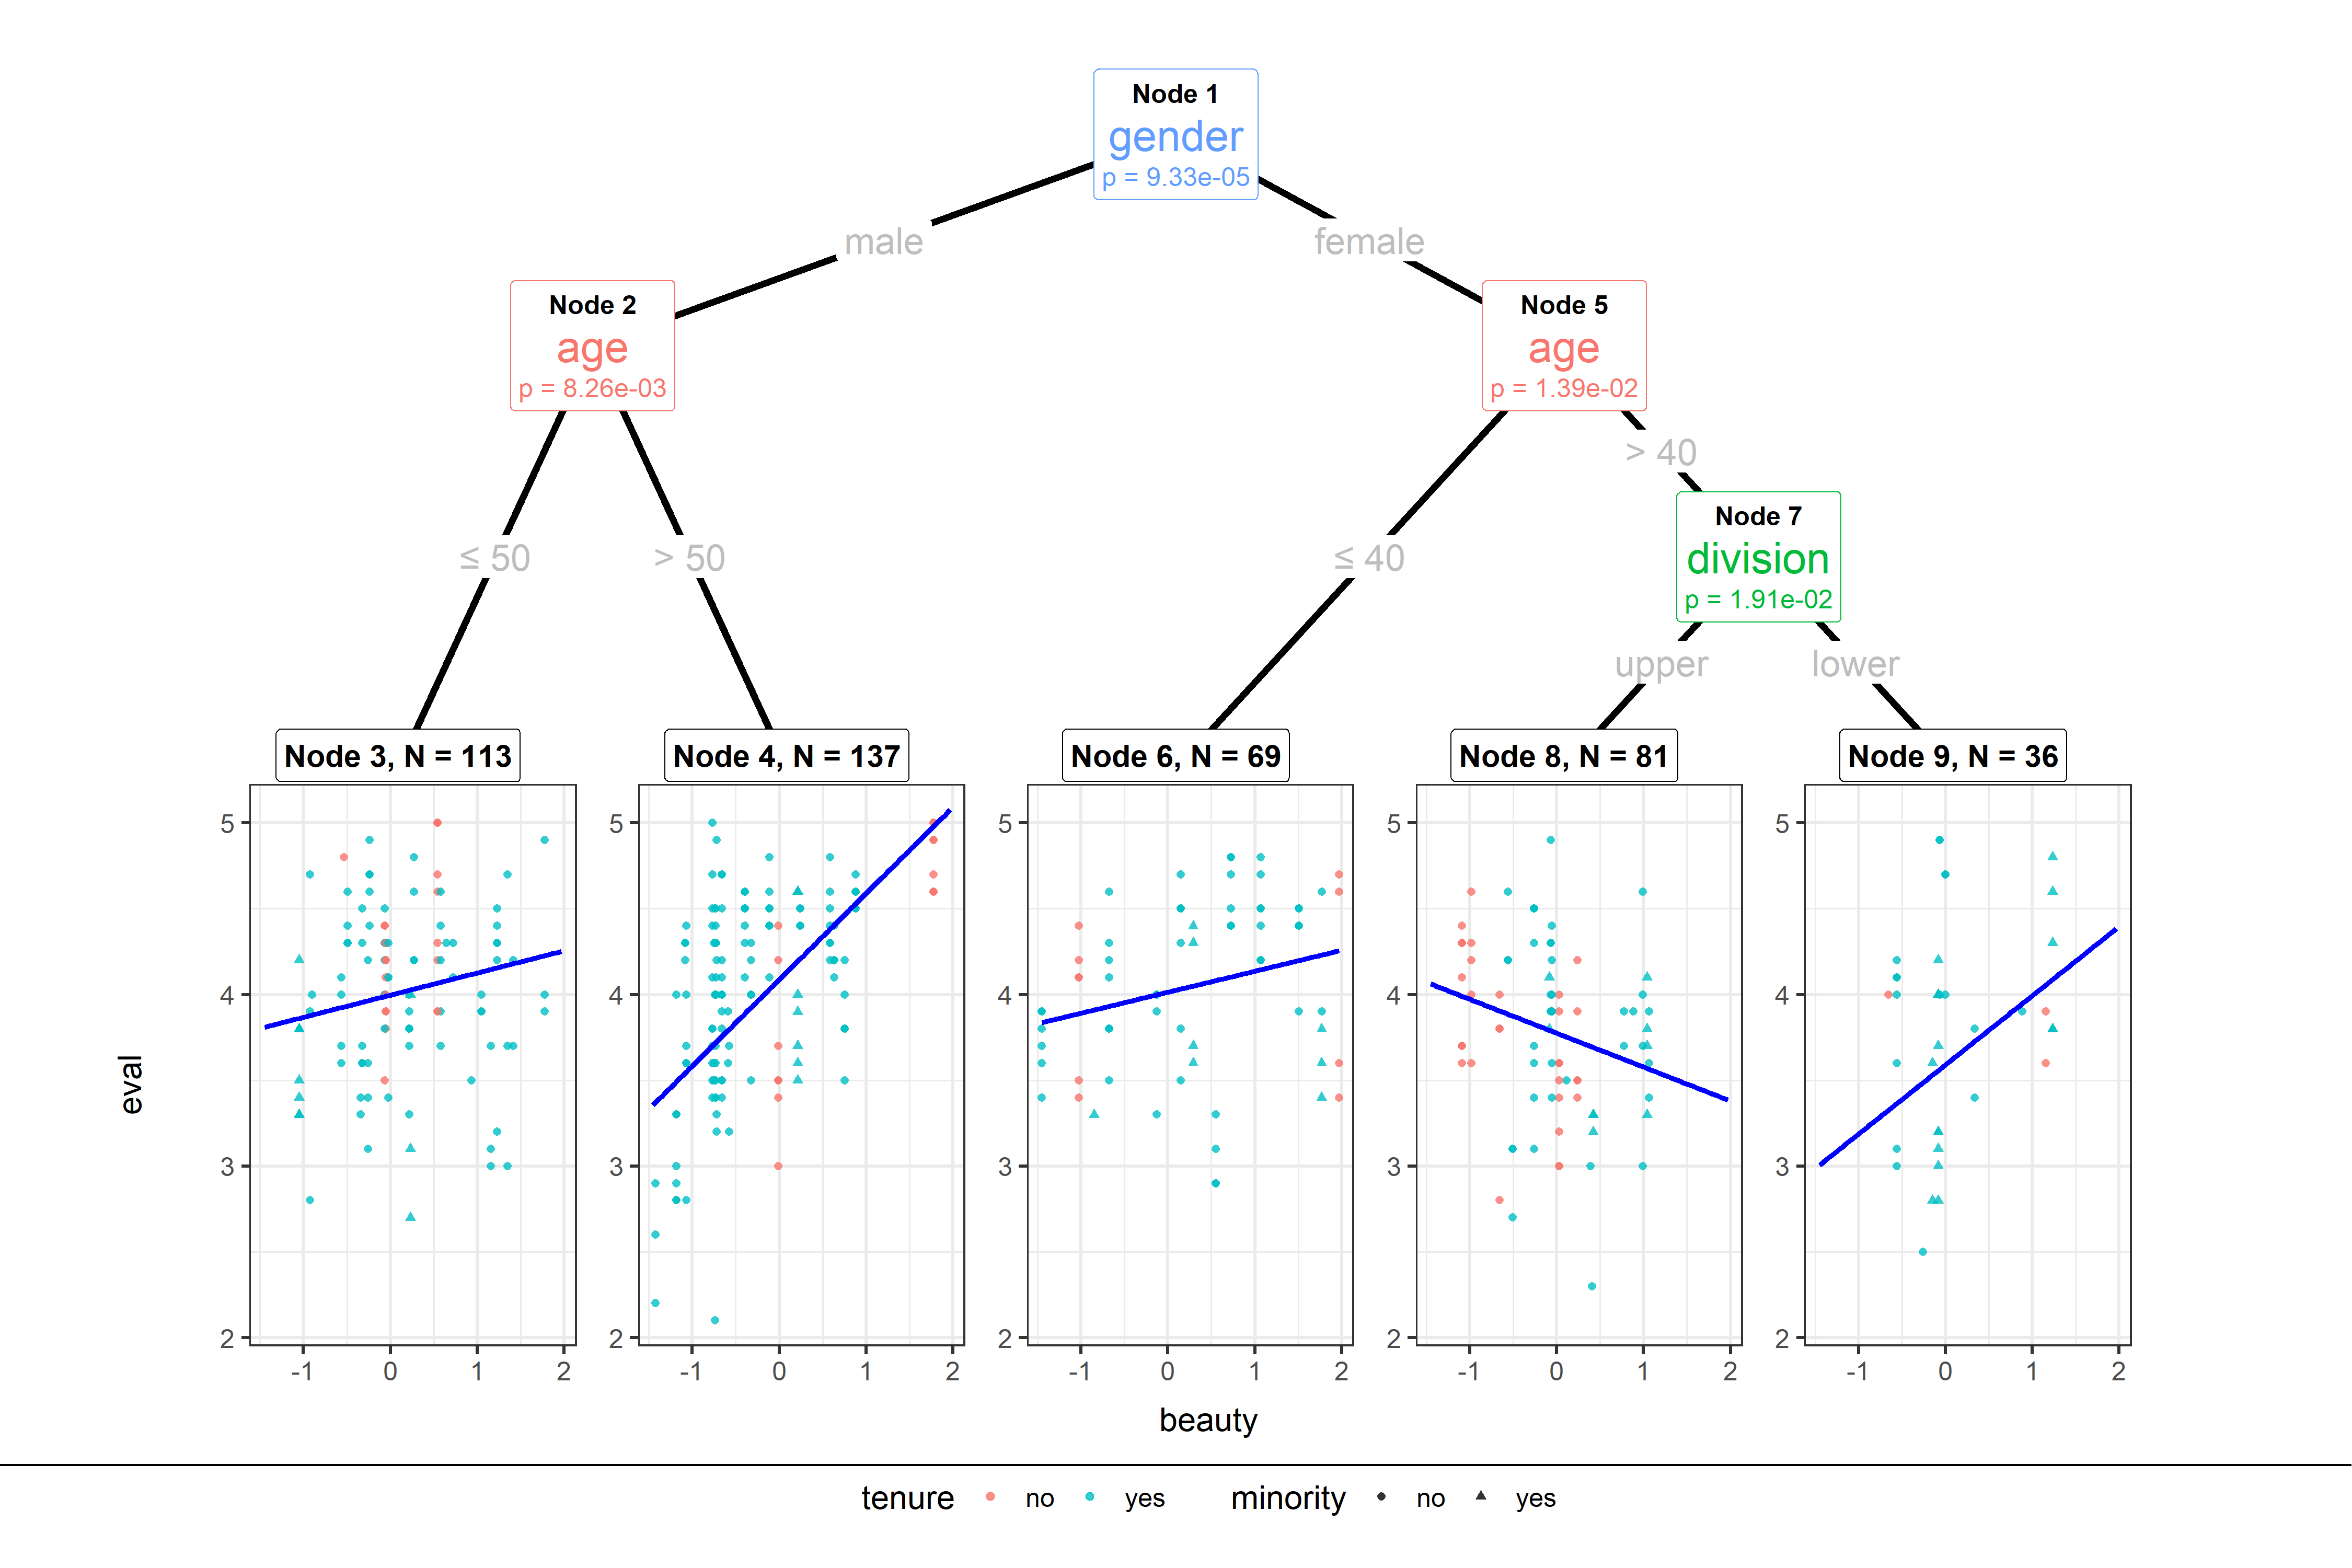 Node 1
gender
p = 9.33e-05
male
female
Node 2
age
p = 8.26e-03
Node 5
age
p = 1.39e-02
> 40
Node 7
division
p = 1.91e-02
≤ 50
> 50
≤ 40
upper
lower
Node 3, N = 113
Node 4, N = 137
Node 6, N = 69
Node 8, N = 81
Node 9, N = 36
5
4
3
2
-1 0 1 2
5
4
3
2
-1 0 1 2
5
4
3
2
-1 0 1 2
5
4
3
2
-1 0 1 2
5
4
3
2
-1 0 1 2
eval
beauty
tenure no yes minority no yes